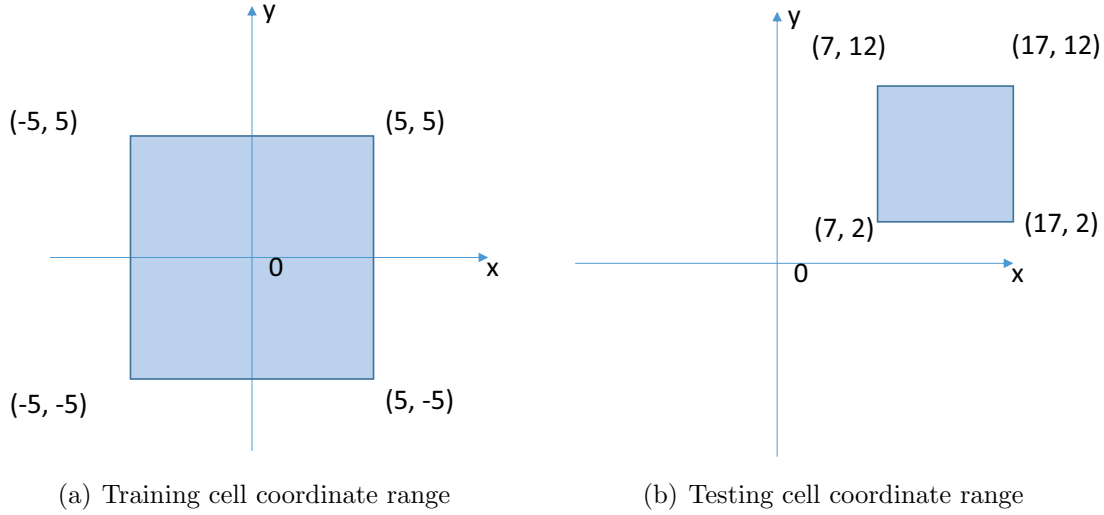 y
(-5, 5)
(5, 5)
0
x
(-5, -5)
(5, -5)
(a) Training cell coordinate range
y
(7, 12)
(17, 12)
(7, 2)
(17, 2)
0
x
(b) Testing cell coordinate range